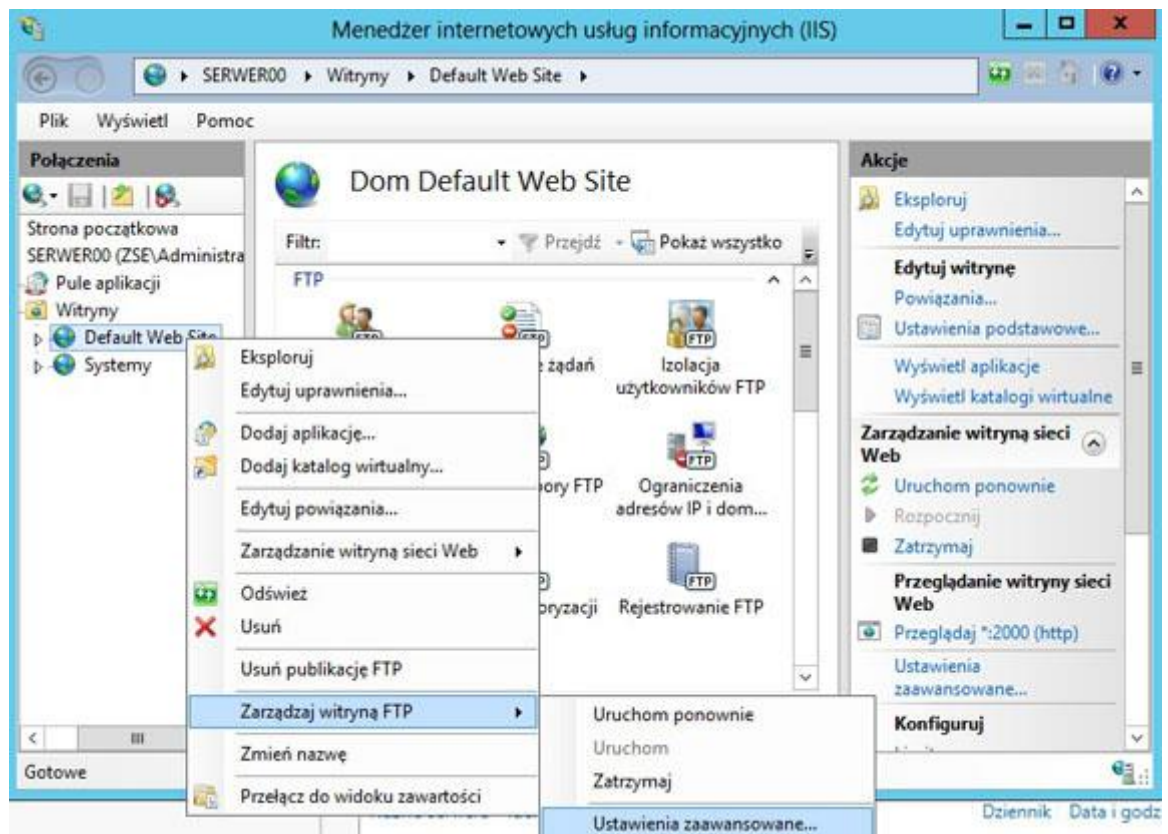 Menedżer internetowych usług informacyjnych (IIS)
SERWER00 Witryny Default Web Site
Plik Wyświetl Pomoc
Połączenia
Strona początkowa
SERWER00 (ZSE\Administra
Pule aplikacji
Witryny
Default Web Site
Systemy
Gotowe
Dom Default Web Site
Filtr: Przejdź Pokaż wszystko
FTP
żądań
Izolacja
użytkowników FTP
ory FTP
Ograniczenia
adresów IP i dom...
oryzacji
Rejestrowanie FTP
Eksploruj
Edytuj uprawnienia...
Dodaj aplikację...
Dodaj katalog wirtualny...
Edytuj powiązania...
Zarządzanie witryną sieci Web
Odśwież
Usuń
Usuń publikację FTP
Zarządzaj witryną FTP
Zmień nazwę
Przełącz do widoku zawartości
Uruchom ponownie
Uruchom
Zatrzymaj
Ustawienia zaawansowane...
Akcje
Eksploruj
Edytuj uprawnienia...
Edytuj witrynę
Powiązania...
Ustawienia podstawowe...
Wyświetl aplikacje
Wyświetl katalogi wirtualne
Zarządzanie witryną sieci
Web
Uruchom ponownie
Rozpocznij
Zatrzymaj
Przeglądanie witryny sieci
Web
Przeglądaj *:2000 (http)
Ustawienia
zaawansowane...
Konfiguruj
Dziennik Data i godz